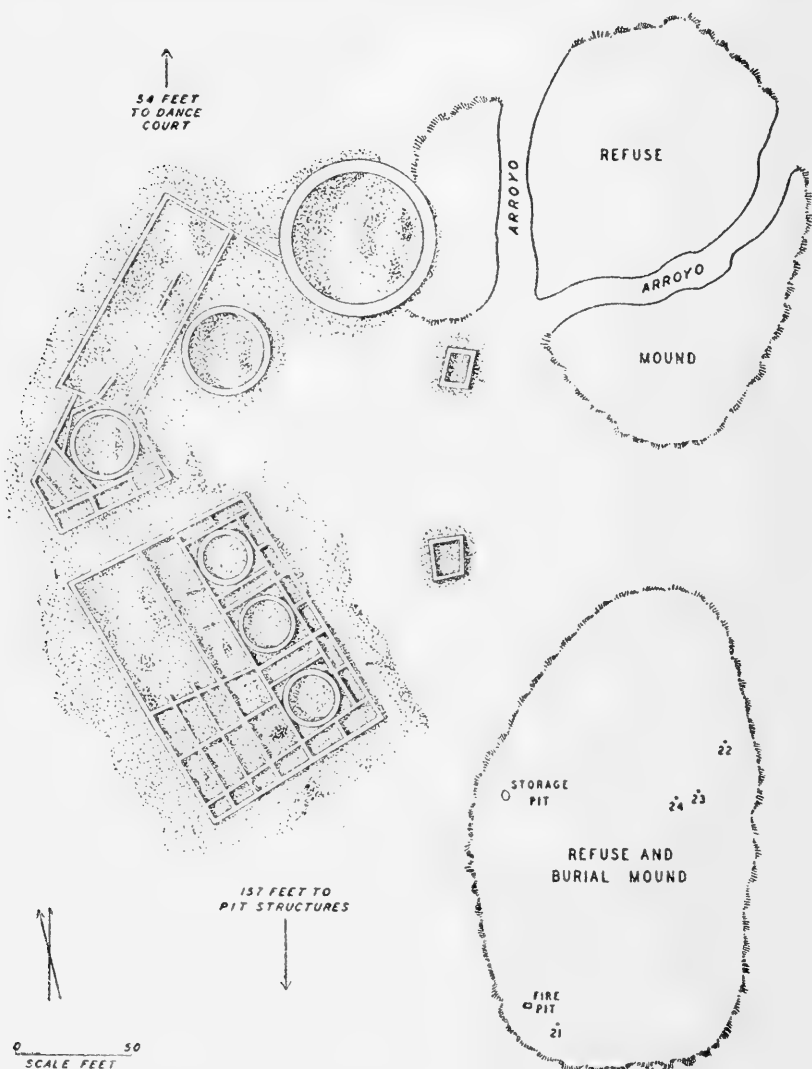 54 FEET
TO DANCE
COURT
REFUSE
ARROYO
ARROYO
MOUND
STORAGE
PIT
22
24
23
REFUSE AND
BURIAL MOUND
157 FEET TO
PIT STRUCTURES
FIRE
PIT
21
0 50
SCALE FEET